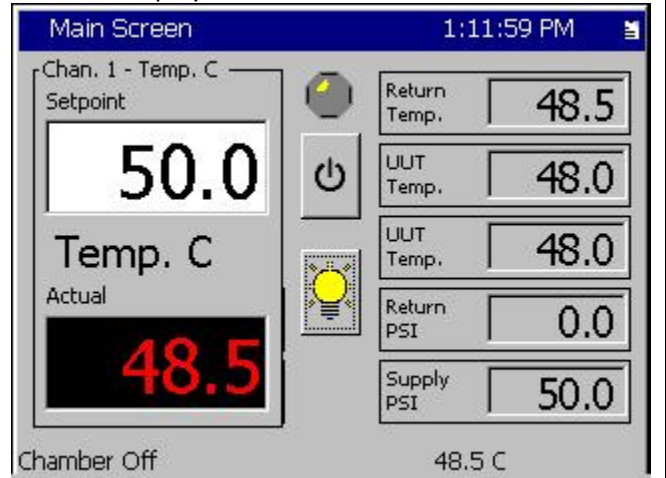 Main Screen 1:11:59 PM
Chan. 1 - Temp. C
Setpoint
50.0
Temp. C
Actual
48.5
Return
Temp.
48.5
UUT
Temp.
48.0
UUT
Temp.
48.0
Return
PSI
0.0
Supply
PSI
50.0
Chamber Off 48.5 C